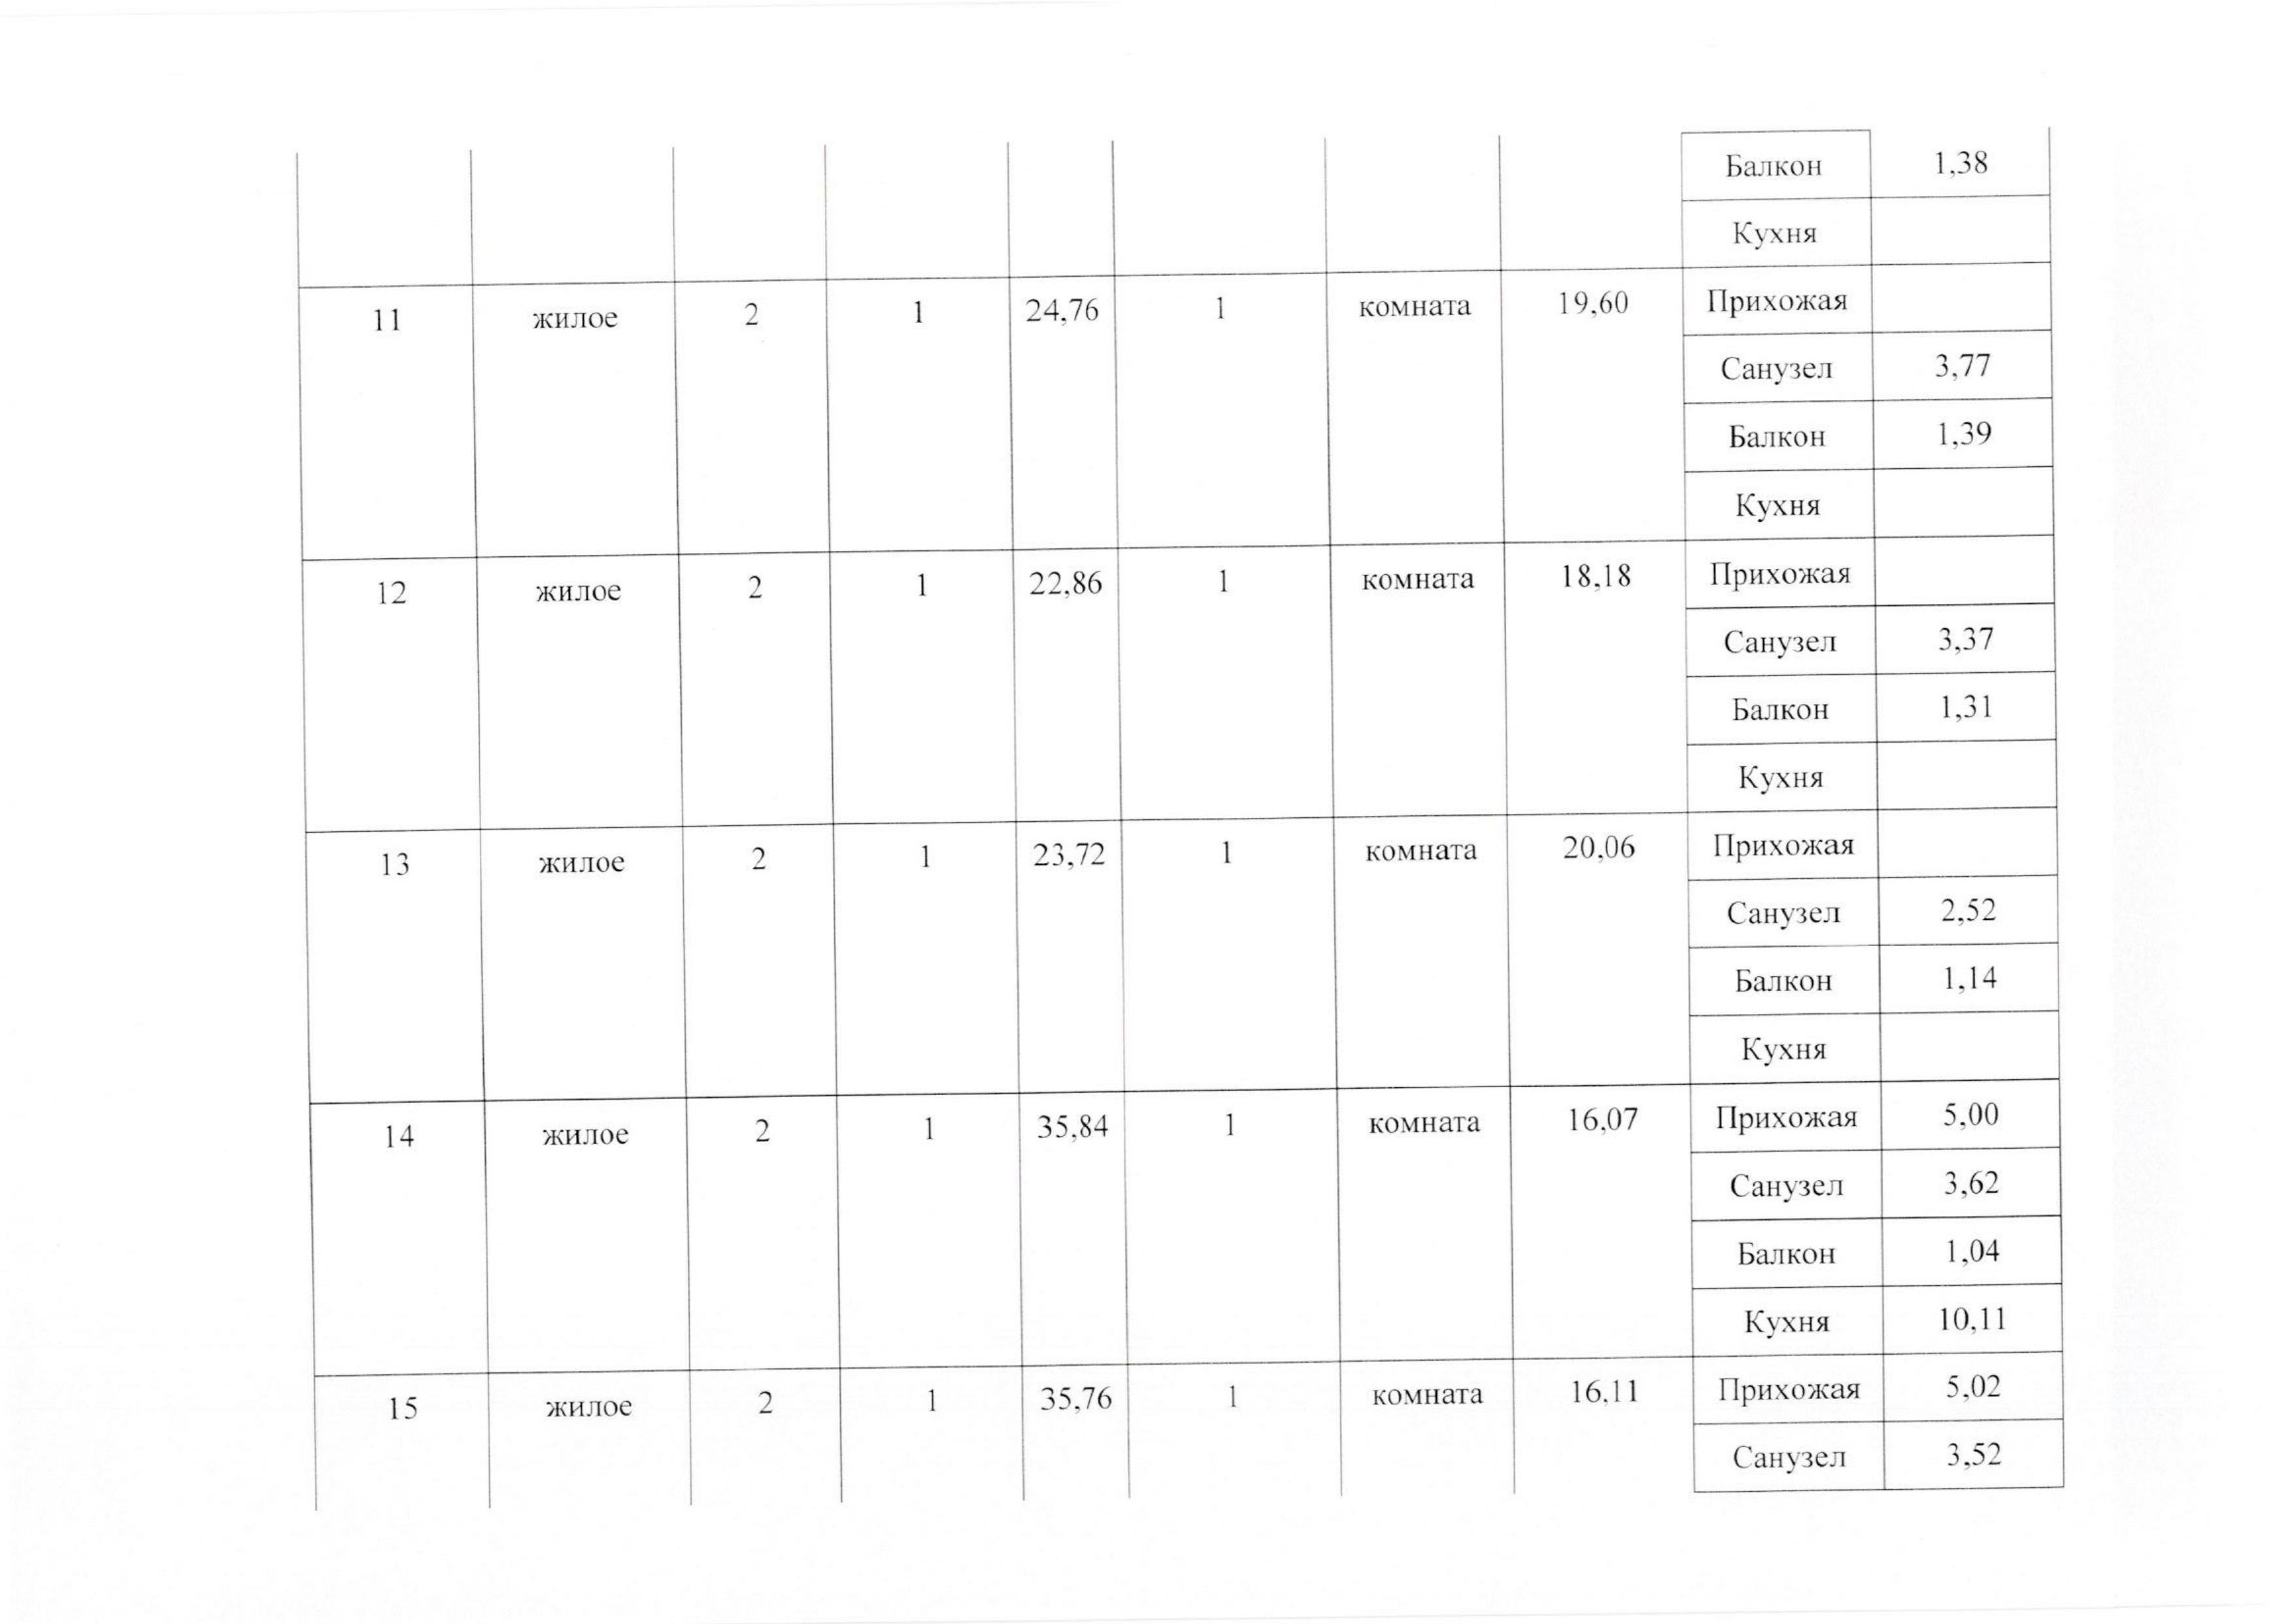 Балкон 1,38
Кухня
11 жилое 2 1 24,76 1 комната 19,60 Прихожая
Санузел 3,77
Балкон 1,39
Кухня
12 жилое 2 1 22,86 1 комната 18,18 Прихожая
Санузел 3,37
Балкон 1,31
Кухня
13 жилое 2 1 23,72 1 комната 20,06 Прихожая
Санузел 2,52
Балкон 1,14
Кухня
14 жилое 2 1 35,84 1 комната 16,07 Прихожая 5,00
Санузел 3,62
Балкон 1,04
Кухня 10,11
15 жилое 2 1 35,76 1 комната 16,11 Прихожая 5,02
Санузел 3,52